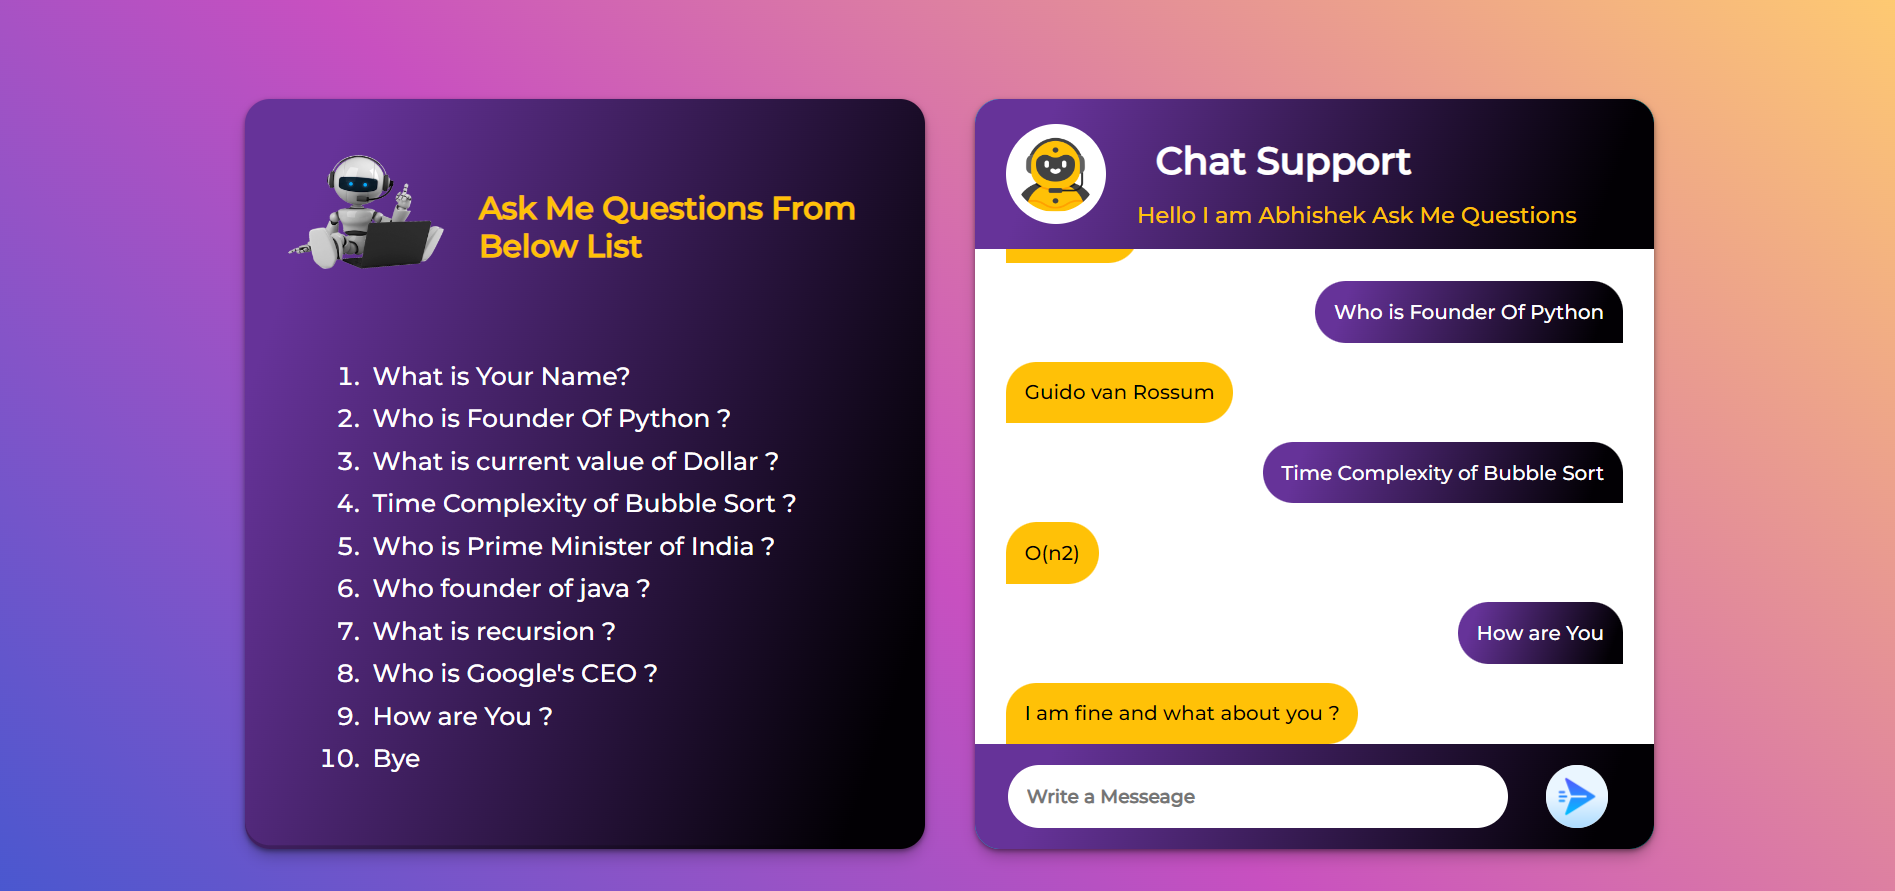 Ask Me Questions From
Below List
1. What is Your Name?
2. Who is Founder Of Python ?
3. What is current value of Dollar ?
4. Time Complexity of Bubble Sort ?
5. Who is Prime Minister of India ?
6. Who founder of java ?
7. What is recursion ?
8. Who is Google's CEO ?
9. How are You ?
10. Bye
Chat Support
Hello I am Abhishek Ask Me Questions
Who is Founder Of Python
Guido van Rossum
Time Complexity of Bubble Sort
O(n2)
How are You
I am fine and what about you ?
Write a Messeage